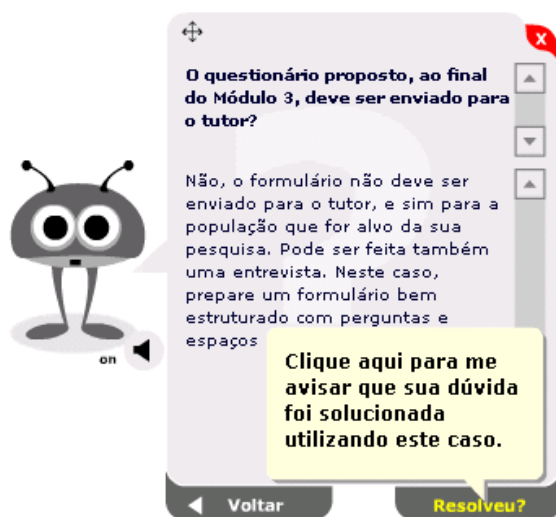 X
O questionário proposto, ao final
do Módulo 3, deve ser enviado para
o tutor?
Não, o formulário não deve ser
enviado para o tutor, e sim para a
população que for alvo da sua
pesquisa. Pode ser feita também
uma entrevista. Neste caso,
prepare um formulário bem
estruturado com perguntas e
espaços
on
Clique aqui para me
avisar que sua dúvida
foi solucionada
utilizando este caso.
Voltar
Resolveu?